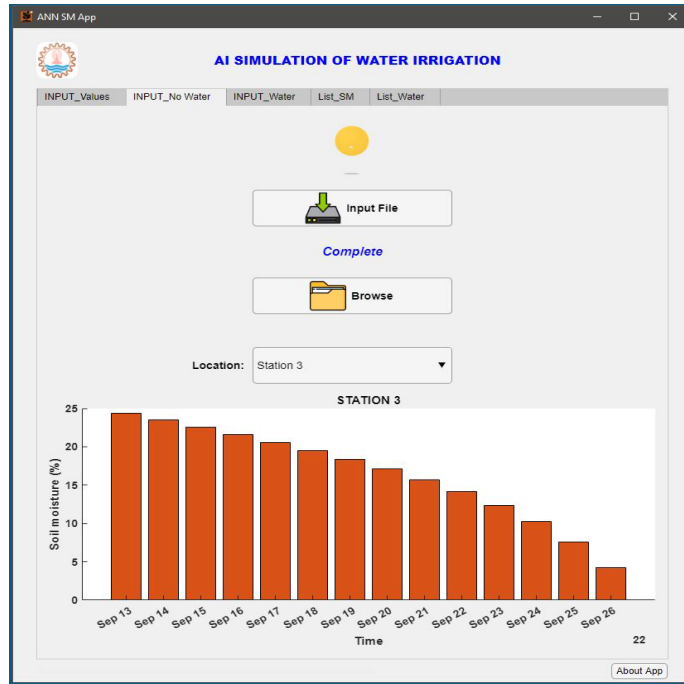 ANN SM App
AI SIMULATION OF WATER IRRIGATION
INPUT_Values INPUT_No Water INPUT_Water List_SM List_Water
Input File
Complete
Browse
Location: Station 3
STATION 3
Soil moisture (%)
25
20
15
10
5
0
Sep 13 Sep 14 Sep 15 Sep 16 Sep 17 Sep 18 Sep 19 Sep 20 Sep 21 Sep 22 Sep 23 Sep 24 Sep 25 Sep 26
Time
22
About App